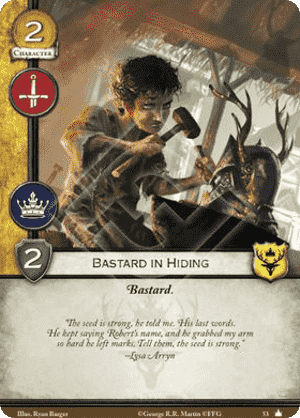 2
Character
2
Bastard in Hiding
Bastard.
"The seed is strong, he told me. His last words.
He kept saying Robert's name, and he grabbed my arm
so hard he left marks. Tell them, the seed is strong."
–Lysa Arryn
Illus. Ryan Barger ©George R.R. Martin ©FFG 53